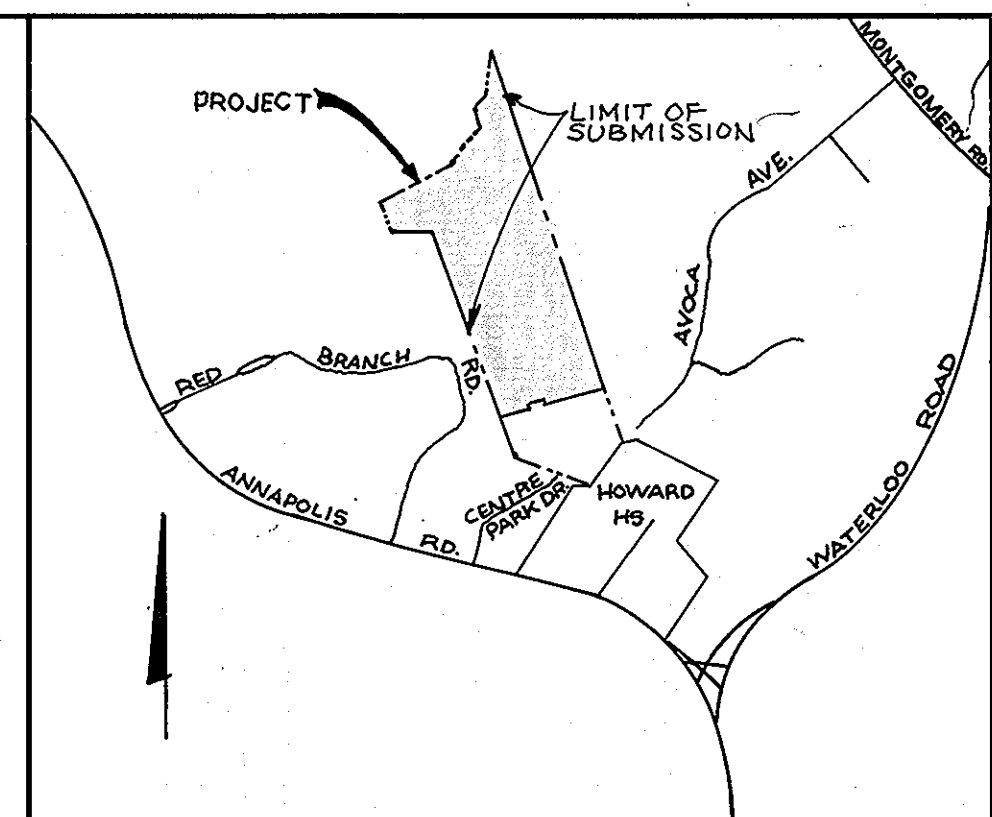 MONTGOMERY RD.
PROJECT
LIMIT OF
SUBMISSION
AVE.
AVOCA
RED BRANCH RD.
WATERLOO ROAD
ANNAPOLIS RD.
CENTRE
PARK DR.
HOWARD
HS